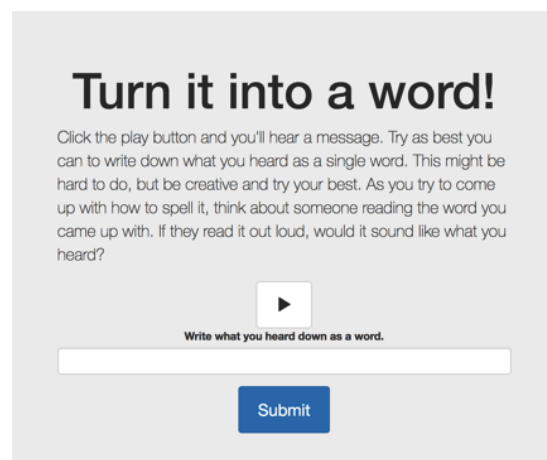 Turn it into a word!
Click the play button and you'll hear a message. Try as best you
can to write down what you heard as a single word. This might be
hard to do, but be creative and try your best. As you try to come
up with how to spell it, think about someone reading the word you
came up with. If they read it out loud, would it sound like what you
heard?
Write what you heard down as a word.
Submit